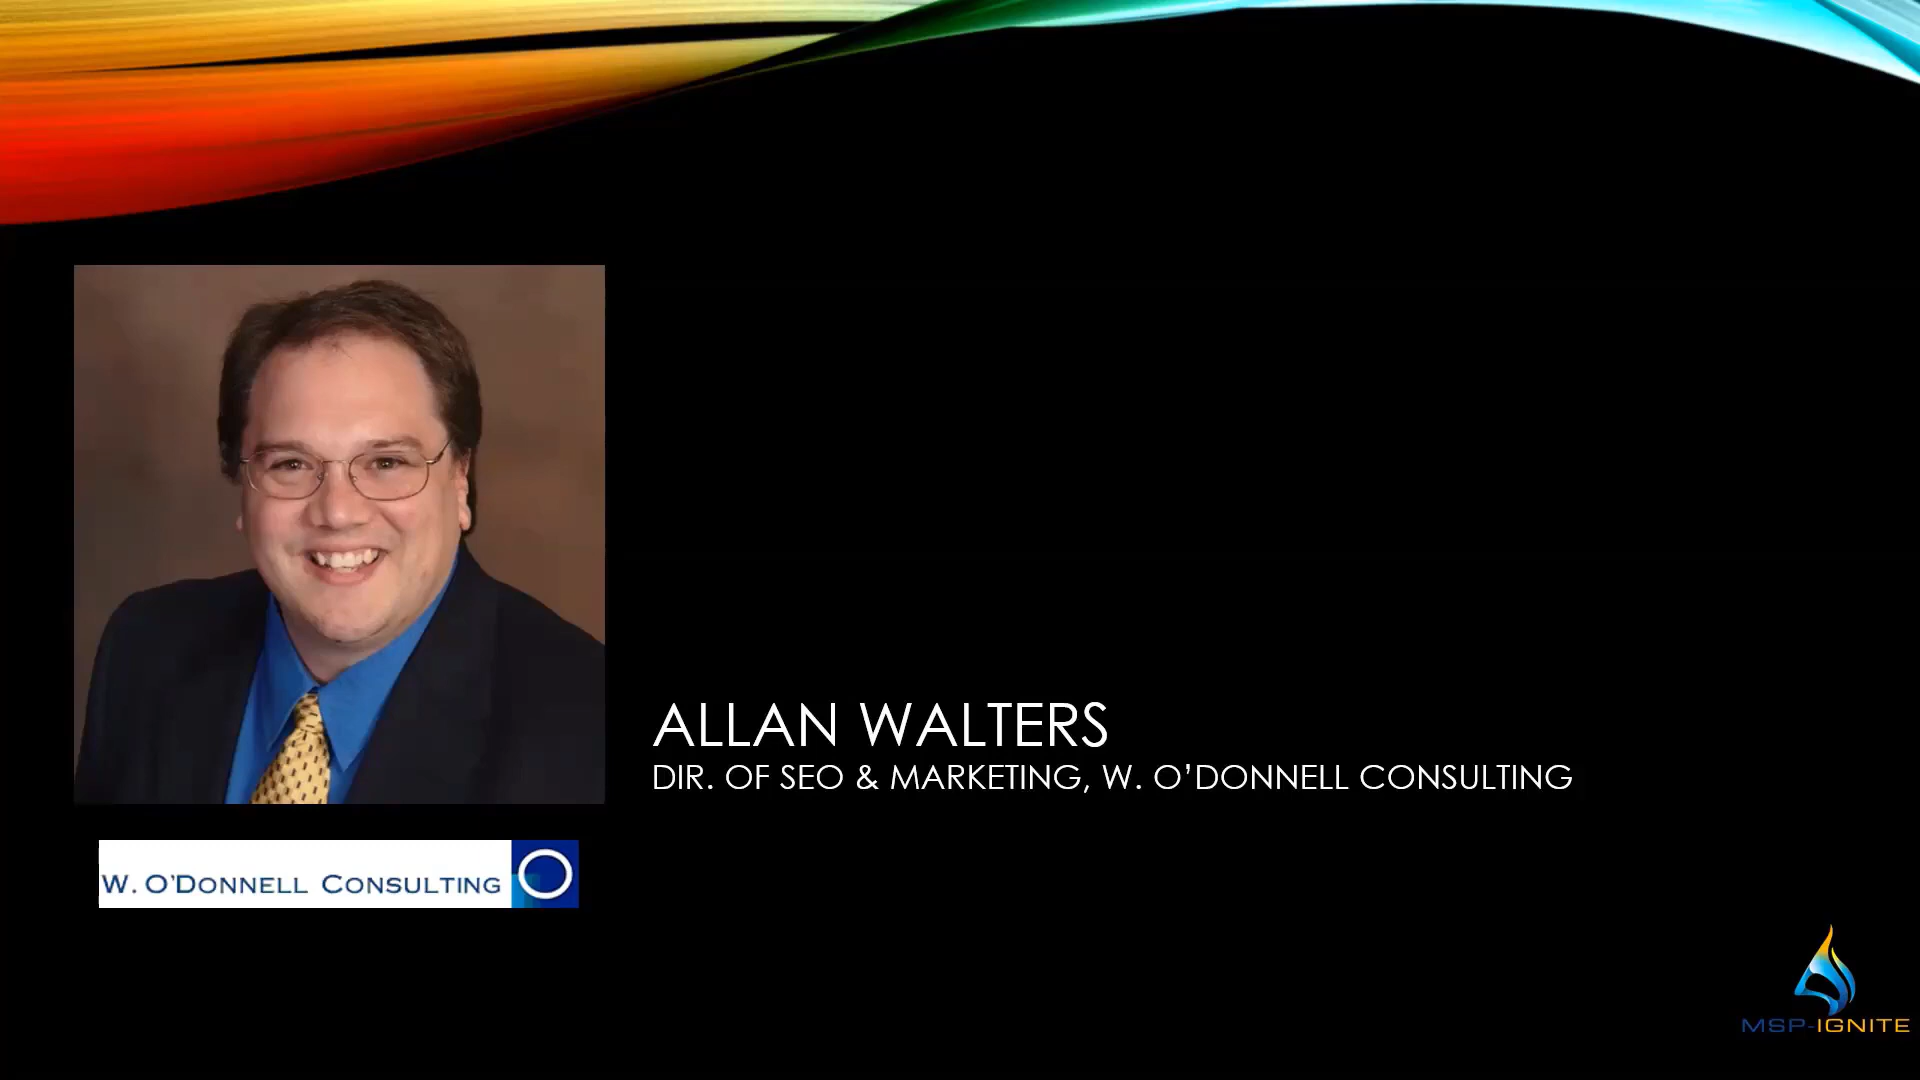 ALLAN WALTERS
DIR. OF SEO & MARKETING, W. O’DONNELL CONSULTING
W. O'DONNELL CONSULTING
MSP-IGNITE